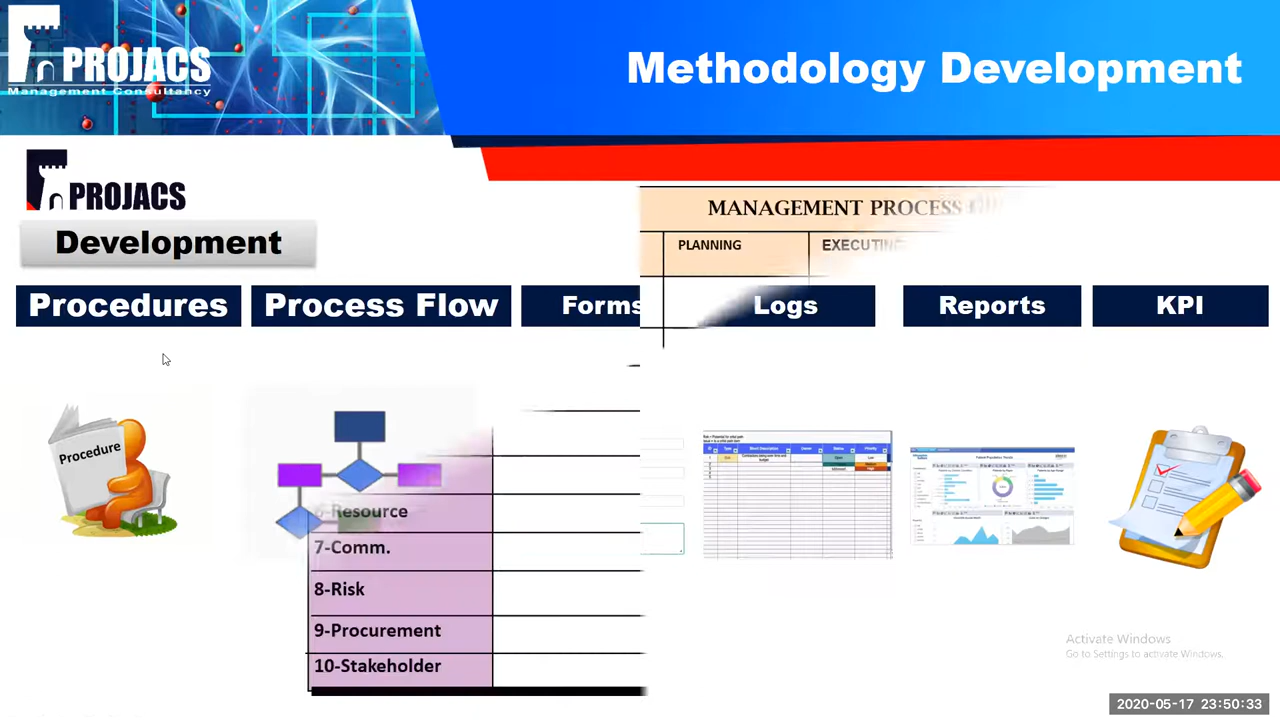 PROJACS
Management Consultancy
Methodology Development
PROJACS
Development
MANAGEMENT PROCESS
PLANNING
EXECUTING
Procedures
Process Flow
Forms
Logs
Reports
KPI
Procedure
6-Resource
7-Comm.
8-Risk
9-Procurement
10-Stakeholder
Activate Windows
Go to Settings to activate Windows.
2020-05-17 23:50:33